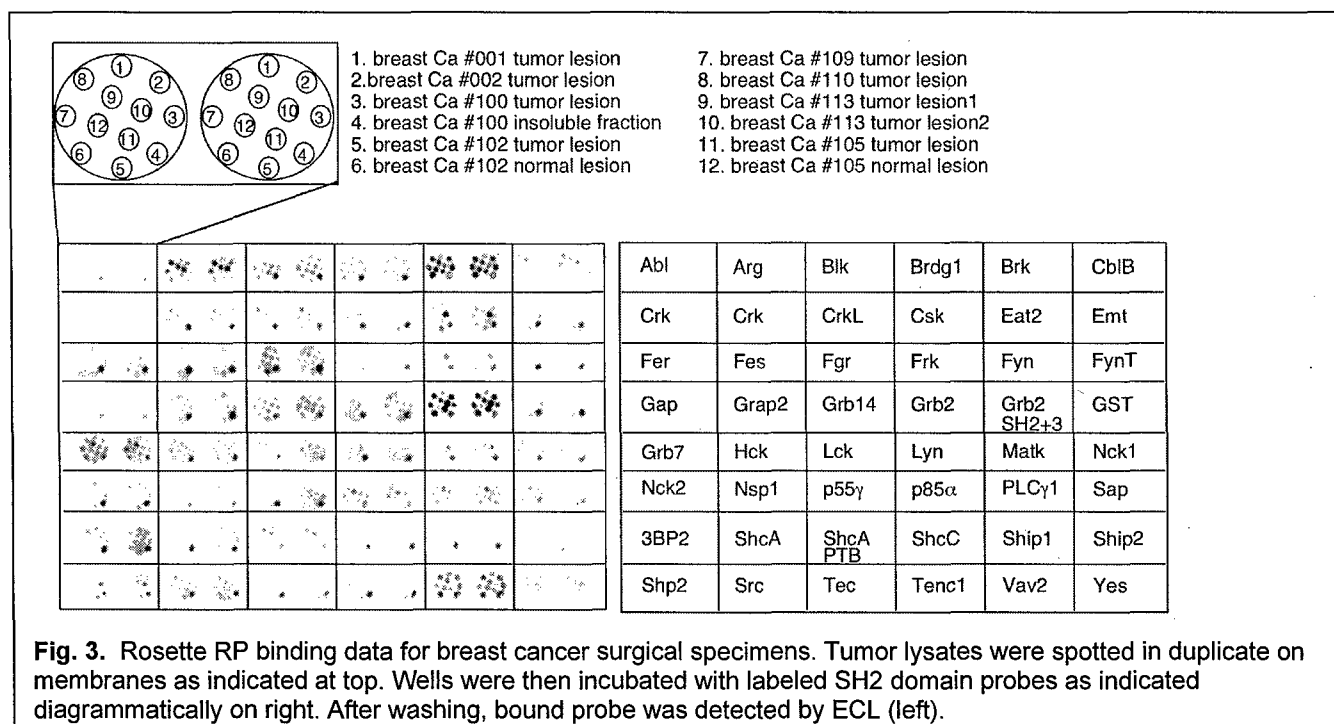 1 2 3 4 5 6 7 8 9 10 11 12
1 2 3 4 5 6 7 8 9 10 11 12
1. breast Ca #001 tumor lesion
2.breast Ca #002 tumor lesion
3. breast Ca #100 tumor lesion
4. breast Ca #100 insoluble fraction
5. breast Ca #102 tumor lesion
6. breast Ca #102 normal lesion
7. breast Ca #109 tumor lesion
8. breast Ca #110 tumor lesion
9. breast Ca #113 tumor lesion1
10. breast Ca #113 tumor lesion2
11. breast Ca #105 tumor lesion
12. breast Ca #105 normal lesion
Abl Arg Blk Brdg1 Brk CblB
Crk Crk CrkL Csk Eat2 Emt
Fer Fes Fgr Frk Fyn FynT
Gap Grap2 Grb14 Grb2 Grb2 SH2+3 GST
Grb7 Hck Lck Lyn Matk Nck1
Nck2 Nsp1 p55γ p85α PLCγ1 Sap
3BP2 ShcA ShcA PTB ShcC Ship1 Ship2
Shp2 Src Tec Tenc1 Vav2 Yes
Fig. 3. Rosette RP binding data for breast cancer surgical specimens. Tumor lysates were spotted in duplicate on
membranes as indicated at top. Wells were then incubated with labeled SH2 domain probes as indicated
diagrammatically on right. After washing, bound probe was detected by ECL (left).